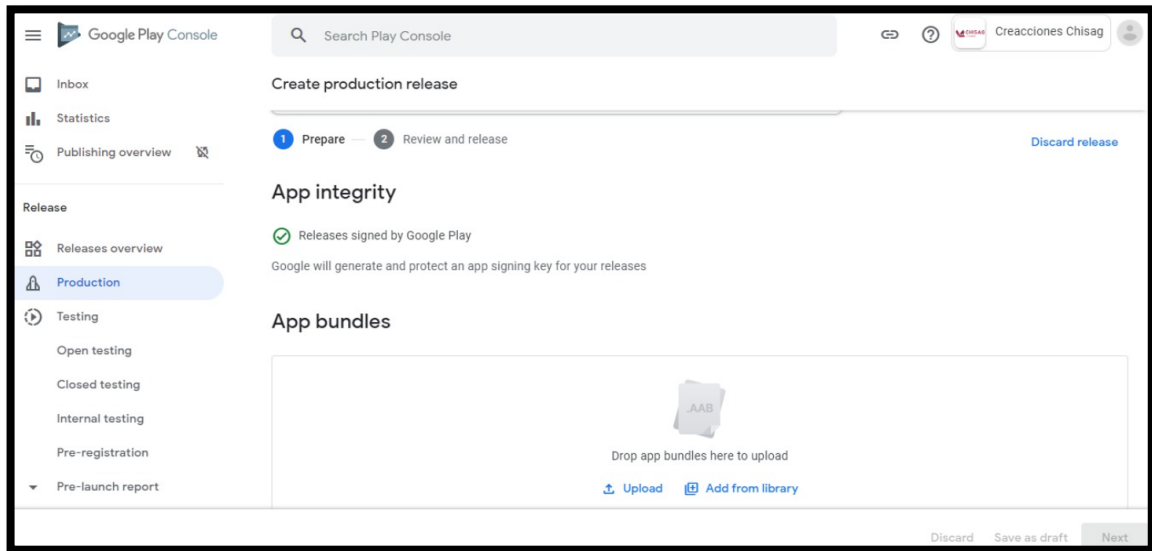 Google Play Console
Search Play Console
CHISAG
Creacciones Chisag
Inbox
Statistics
Publishing overview
Release
Releases overview
Production
Testing
Open testing
Closed testing
Internal testing
Pre-registration
Pre-launch report
Create production release
1 Prepare 2 Review and release
Discard release
App integrity
Releases signed by Google Play
Google will generate and protect an app signing key for your releases
App bundles
.AAB
Drop app bundles here to upload
Upload Add from library
Discard Save as draft Next